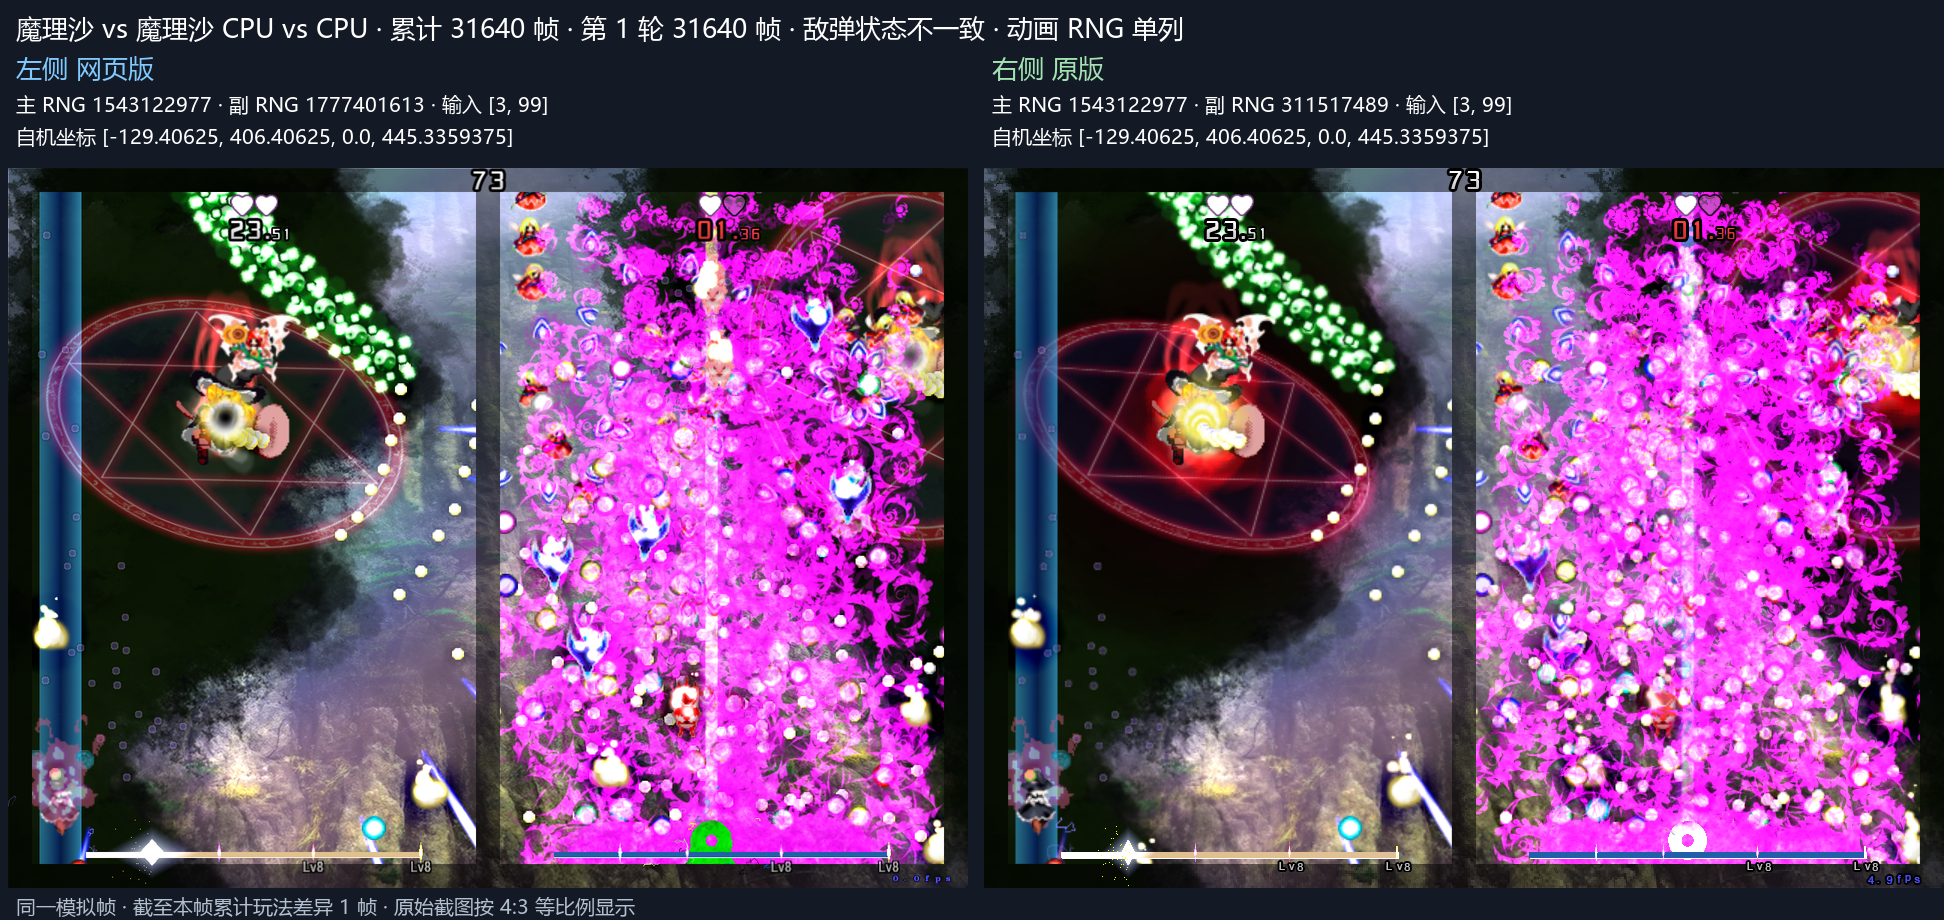 魔理沙 vs 魔理沙 CPU vs CPU · 累计 31640 帧 · 第 1 轮 31640 帧 · 敌弹状态不一致 · 动画 RNG 单列
左侧 网页版
主 RNG 1543122977 · 副 RNG 1777401613 · 输入 [3, 99]
自机坐标 [-129.40625, 406.40625, 0.0, 445.3359375]
右侧 原版
主 RNG 1543122977 · 副 RNG 311517489 · 输入 [3, 99]
自机坐标 [-129.40625, 406.40625, 0.0, 445.3359375]
73
23.51
01.36
Lv8
Lv8
Lv8
Lv8
0.0fps
73
23.51
01.36
Lv8
Lv8
Lv8
Lv8
4.9fps
同一模拟帧 · 截至本帧累计玩法差异 1 帧 · 原始截图按 4:3 等比例显示